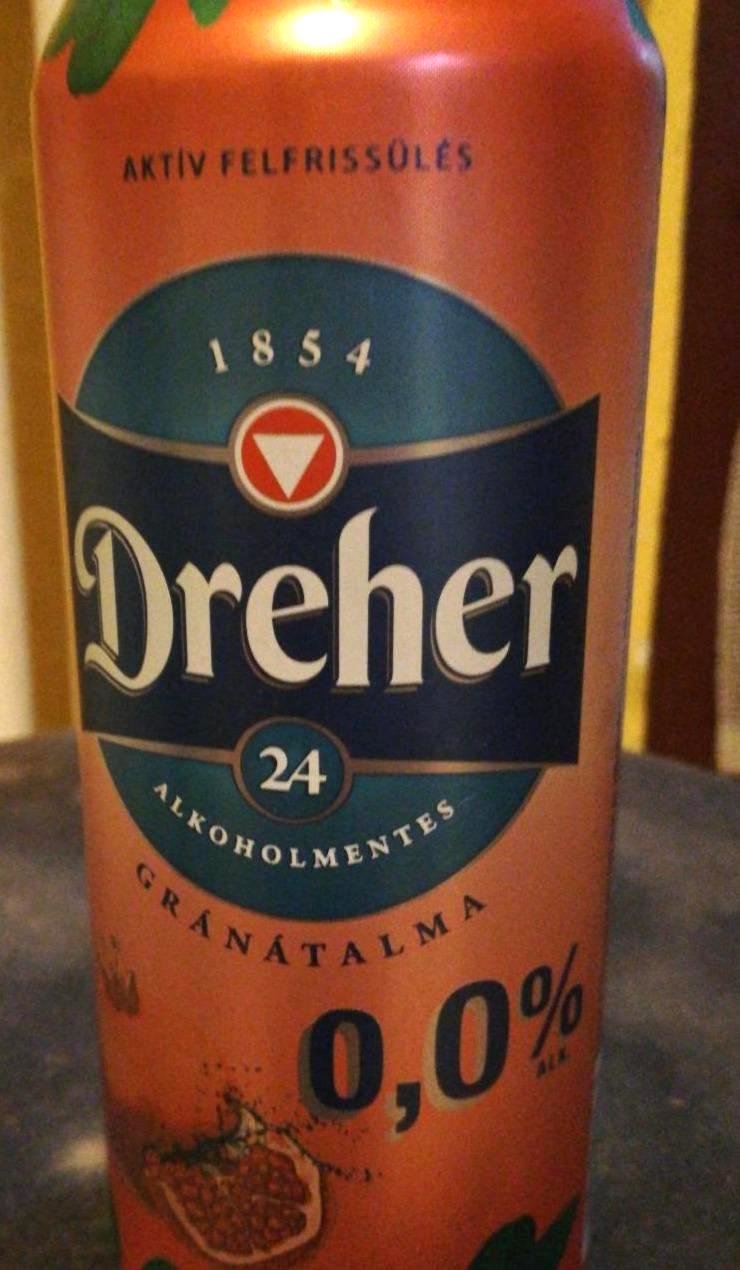 AKTÍV FELFRISSÜLÉS
1854
Dreher
24
ALKOHOLMENTES
GRÁNÁTALMA
0,0%
ALK.